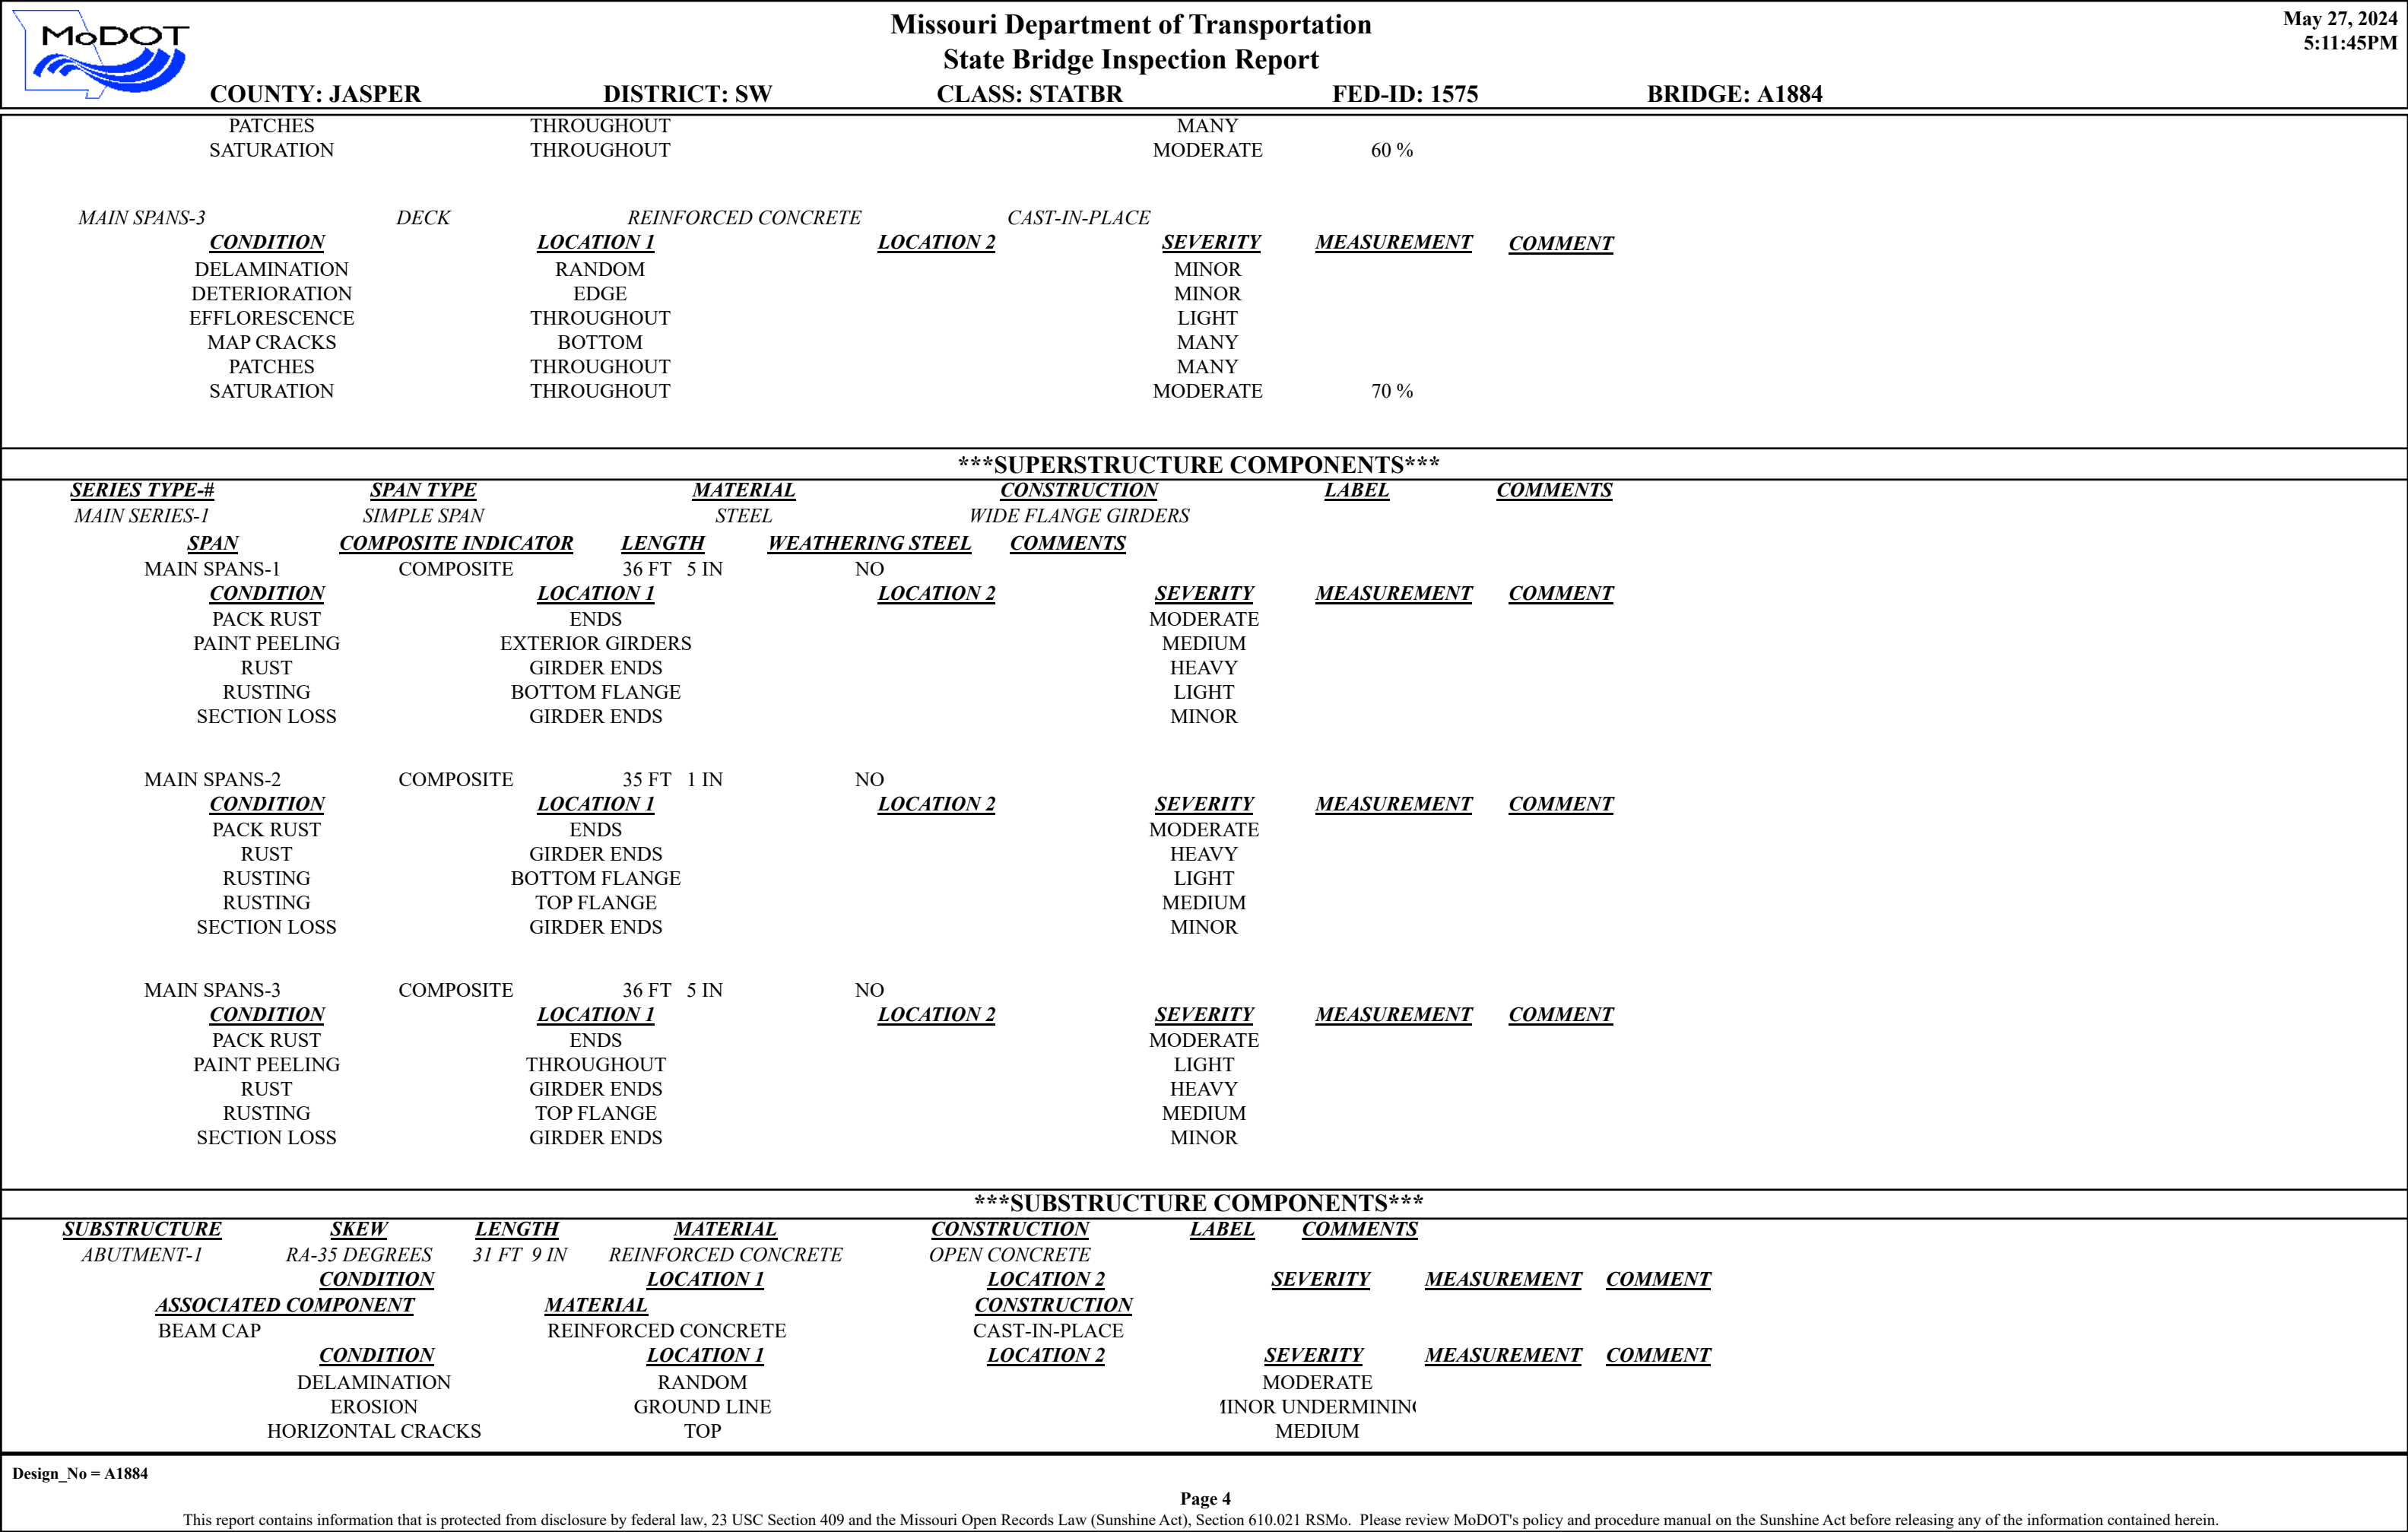 MoDOT
Missouri Department of Transportation
State Bridge Inspection Report
May 27, 2024
5:11:45PM
COUNTY: JASPER DISTRICT: SW CLASS: STATBR FED-ID: 1575 BRIDGE: A1884
PATCHES THROUGHOUT MANY
SATURATION THROUGHOUT MODERATE 60 %
MAIN SPANS-3 DECK REINFORCED CONCRETE CAST-IN-PLACE
CONDITION LOCATION 1 LOCATION 2 SEVERITY MEASUREMENT COMMENT
DELAMINATION RANDOM MINOR
DETERIORATION EDGE MINOR
EFFLORESCENCE THROUGHOUT LIGHT
MAP CRACKS BOTTOM MANY
PATCHES THROUGHOUT MANY
SATURATION THROUGHOUT MODERATE 70 %
***SUPERSTRUCTURE COMPONENTS***
SERIES TYPE-# SPAN TYPE MATERIAL CONSTRUCTION LABEL COMMENTS
MAIN SERIES-1 SIMPLE SPAN STEEL WIDE FLANGE GIRDERS
SPAN COMPOSITE INDICATOR LENGTH WEATHERING STEEL COMMENTS
MAIN SPANS-1 COMPOSITE 36 FT 5 IN NO
CONDITION LOCATION 1 LOCATION 2 SEVERITY MEASUREMENT COMMENT
PACK RUST ENDS MODERATE
PAINT PEELING EXTERIOR GIRDERS MEDIUM
RUST GIRDER ENDS HEAVY
RUSTING BOTTOM FLANGE LIGHT
SECTION LOSS GIRDER ENDS MINOR
MAIN SPANS-2 COMPOSITE 35 FT 1 IN NO
CONDITION LOCATION 1 LOCATION 2 SEVERITY MEASUREMENT COMMENT
PACK RUST ENDS MODERATE
RUST GIRDER ENDS HEAVY
RUSTING BOTTOM FLANGE LIGHT
RUSTING TOP FLANGE MEDIUM
SECTION LOSS GIRDER ENDS MINOR
MAIN SPANS-3 COMPOSITE 36 FT 5 IN NO
CONDITION LOCATION 1 LOCATION 2 SEVERITY MEASUREMENT COMMENT
PACK RUST ENDS MODERATE
PAINT PEELING THROUGHOUT LIGHT
RUST GIRDER ENDS HEAVY
RUSTING TOP FLANGE MEDIUM
SECTION LOSS GIRDER ENDS MINOR
***SUBSTRUCTURE COMPONENTS***
SUBSTRUCTURE SKEW LENGTH MATERIAL CONSTRUCTION LABEL COMMENTS
ABUTMENT-1 RA-35 DEGREES 31 FT 9 IN REINFORCED CONCRETE OPEN CONCRETE
CONDITION LOCATION 1 LOCATION 2 SEVERITY MEASUREMENT COMMENT
ASSOCIATED COMPONENT MATERIAL CONSTRUCTION
BEAM CAP REINFORCED CONCRETE CAST-IN-PLACE
CONDITION LOCATION 1 LOCATION 2 SEVERITY MEASUREMENT COMMENT
DELAMINATION RANDOM MODERATE
EROSION GROUND LINE MINOR UNDERMINING
HORIZONTAL CRACKS TOP MEDIUM
Design_No = A1884
Page 4
This report contains information that is protected from disclosure by federal law, 23 USC Section 409 and the Missouri Open Records Law (Sunshine Act), Section 610.021 RSMo. Please review MoDOT's policy and procedure manual on the Sunshine Act before releasing any of the information contained herein.